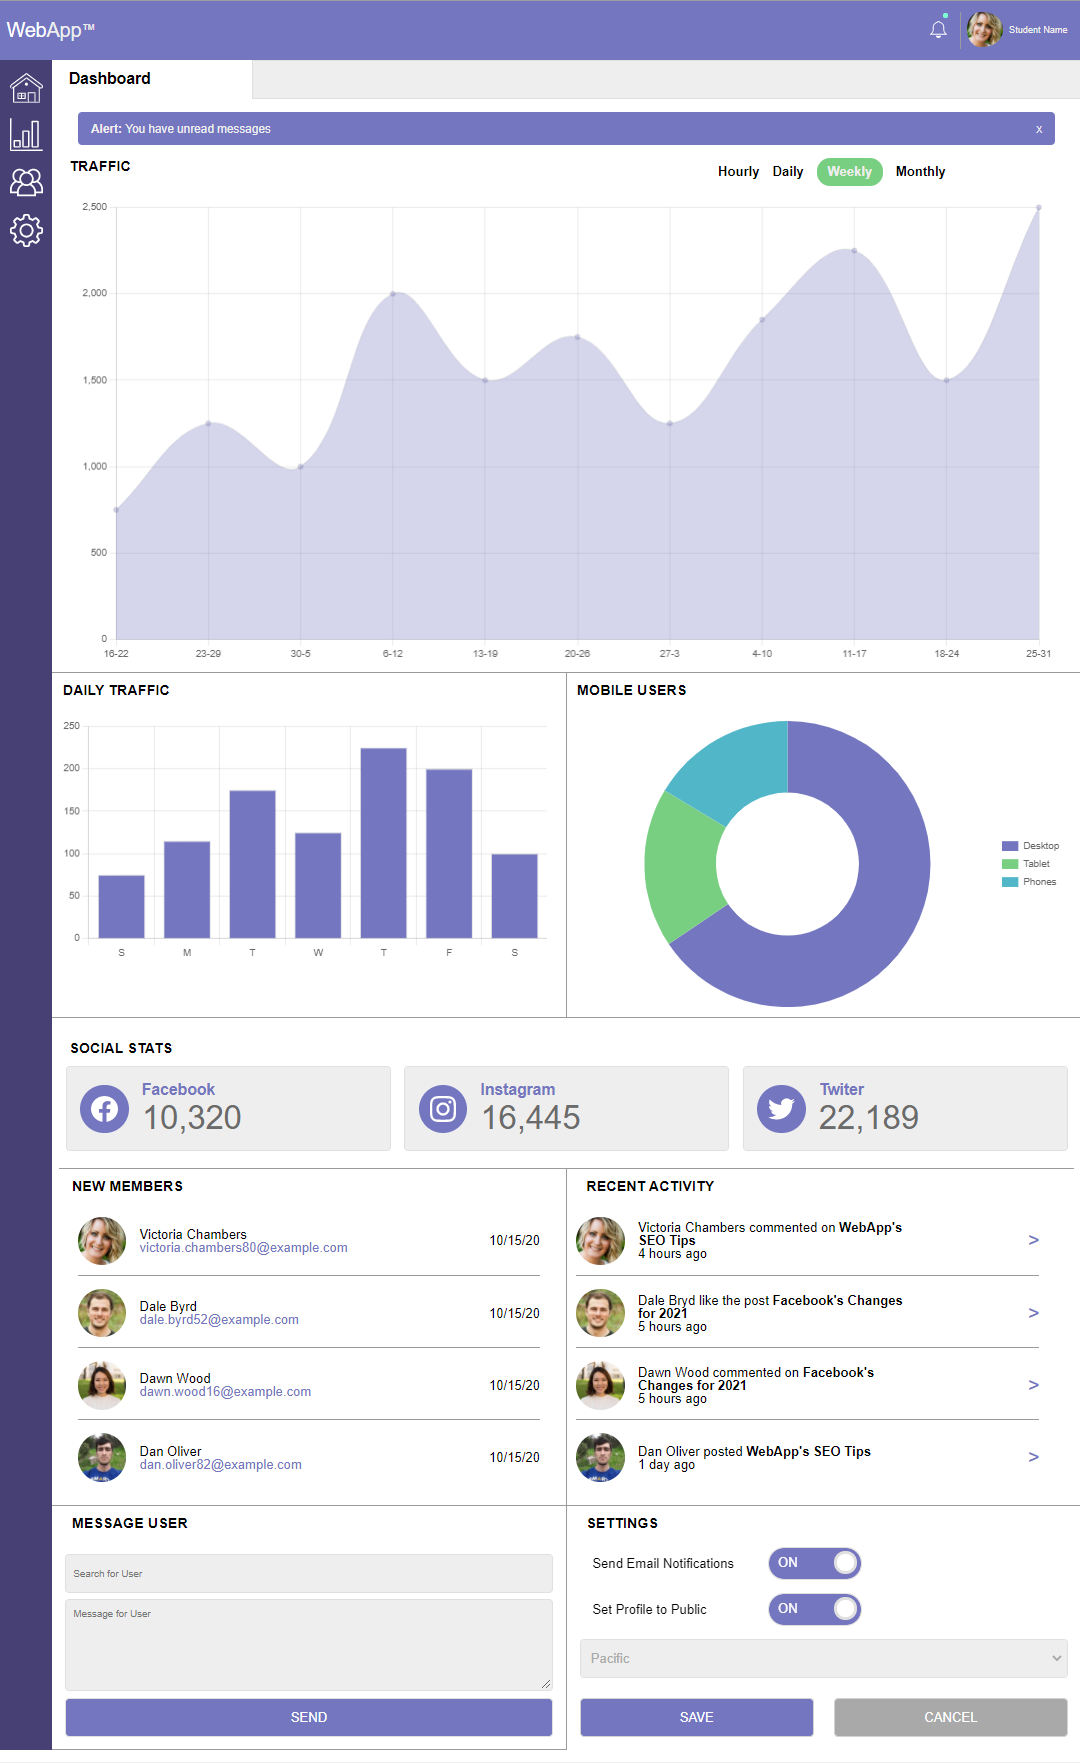 WebApp™
Student Name
Dashboard
Alert: You have unread messages
x
TRAFFIC
Hourly Daily Weekly Monthly
2,500
2,000
1,500
1,000
500
0
16-22 23-29 30-5 6-12 13-19 20-26 27-3 4-10 11-17 18-24 25-31
DAILY TRAFFIC
250
200
150
100
50
0
S M T W T F S
MOBILE USERS
Desktop
Tablet
Phones
SOCIAL STATS
Facebook
10,320
Instagram
16,445
Twiter
22,189
NEW MEMBERS
Victoria Chambers
victoria.chambers80@example.com
10/15/20
Dale Byrd
dale.byrd52@example.com
10/15/20
Dawn Wood
dawn.wood16@example.com
10/15/20
Dan Oliver
dan.oliver82@example.com
10/15/20
RECENT ACTIVITY
Victoria Chambers commented on WebApp's
SEO Tips
4 hours ago
>
Dale Bryd like the post Facebook's Changes
for 2021
5 hours ago
>
Dawn Wood commented on Facebook's
Changes for 2021
5 hours ago
>
Dan Oliver posted WebApp's SEO Tips
1 day ago
>
MESSAGE USER
Search for User
Message for User
SEND
SETTINGS
Send Email Notifications
ON
Set Profile to Public
ON
Pacific
SAVE
CANCEL